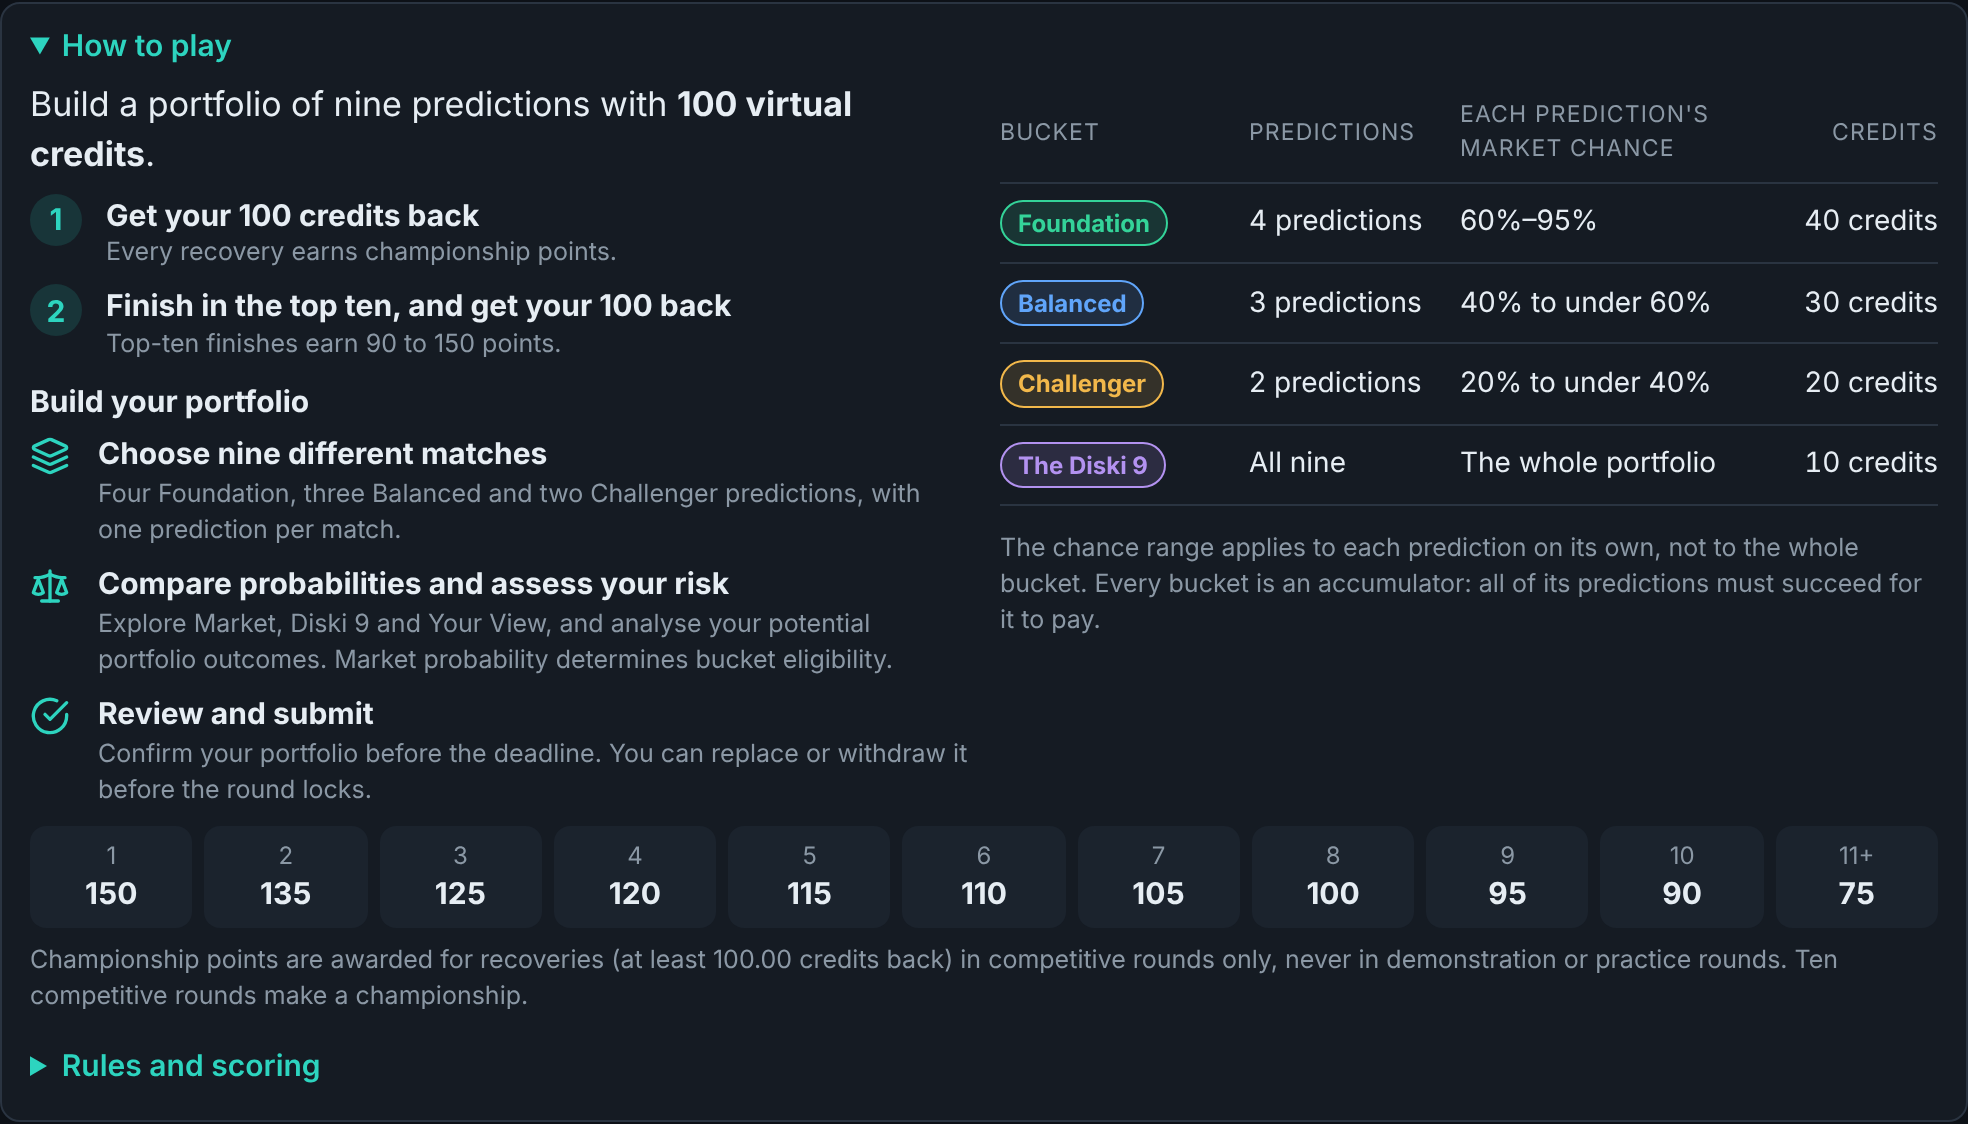 How to play
Build a portfolio of nine predictions with 100 virtual
credits.
1
Get your 100 credits back
Every recovery earns championship points.
2
Finish in the top ten, and get your 100 back
Top-ten finishes earn 90 to 150 points.
Build your portfolio
Choose nine different matches
Four Foundation, three Balanced and two Challenger predictions, with
one prediction per match.
Compare probabilities and assess your risk
Explore Market, Diski 9 and Your View, and analyse your potential
portfolio outcomes. Market probability determines bucket eligibility.
Review and submit
Confirm your portfolio before the deadline. You can replace or withdraw it
before the round locks.
BUCKET PREDICTIONS EACH PREDICTION'S MARKET CHANCE CREDITS
Foundation 4 predictions 60%–95% 40 credits
Balanced 3 predictions 40% to under 60% 30 credits
Challenger 2 predictions 20% to under 40% 20 credits
The Diski 9 All nine The whole portfolio 10 credits
The chance range applies to each prediction on its own, not to the whole
bucket. Every bucket is an accumulator: all of its predictions must succeed for
it to pay.
1 2 3 4 5 6 7 8 9 10 11+
150 135 125 120 115 110 105 100 95 90 75
Championship points are awarded for recoveries (at least 100.00 credits back) in competitive rounds only, never in demonstration or practice rounds. Ten
competitive rounds make a championship.
Rules and scoring